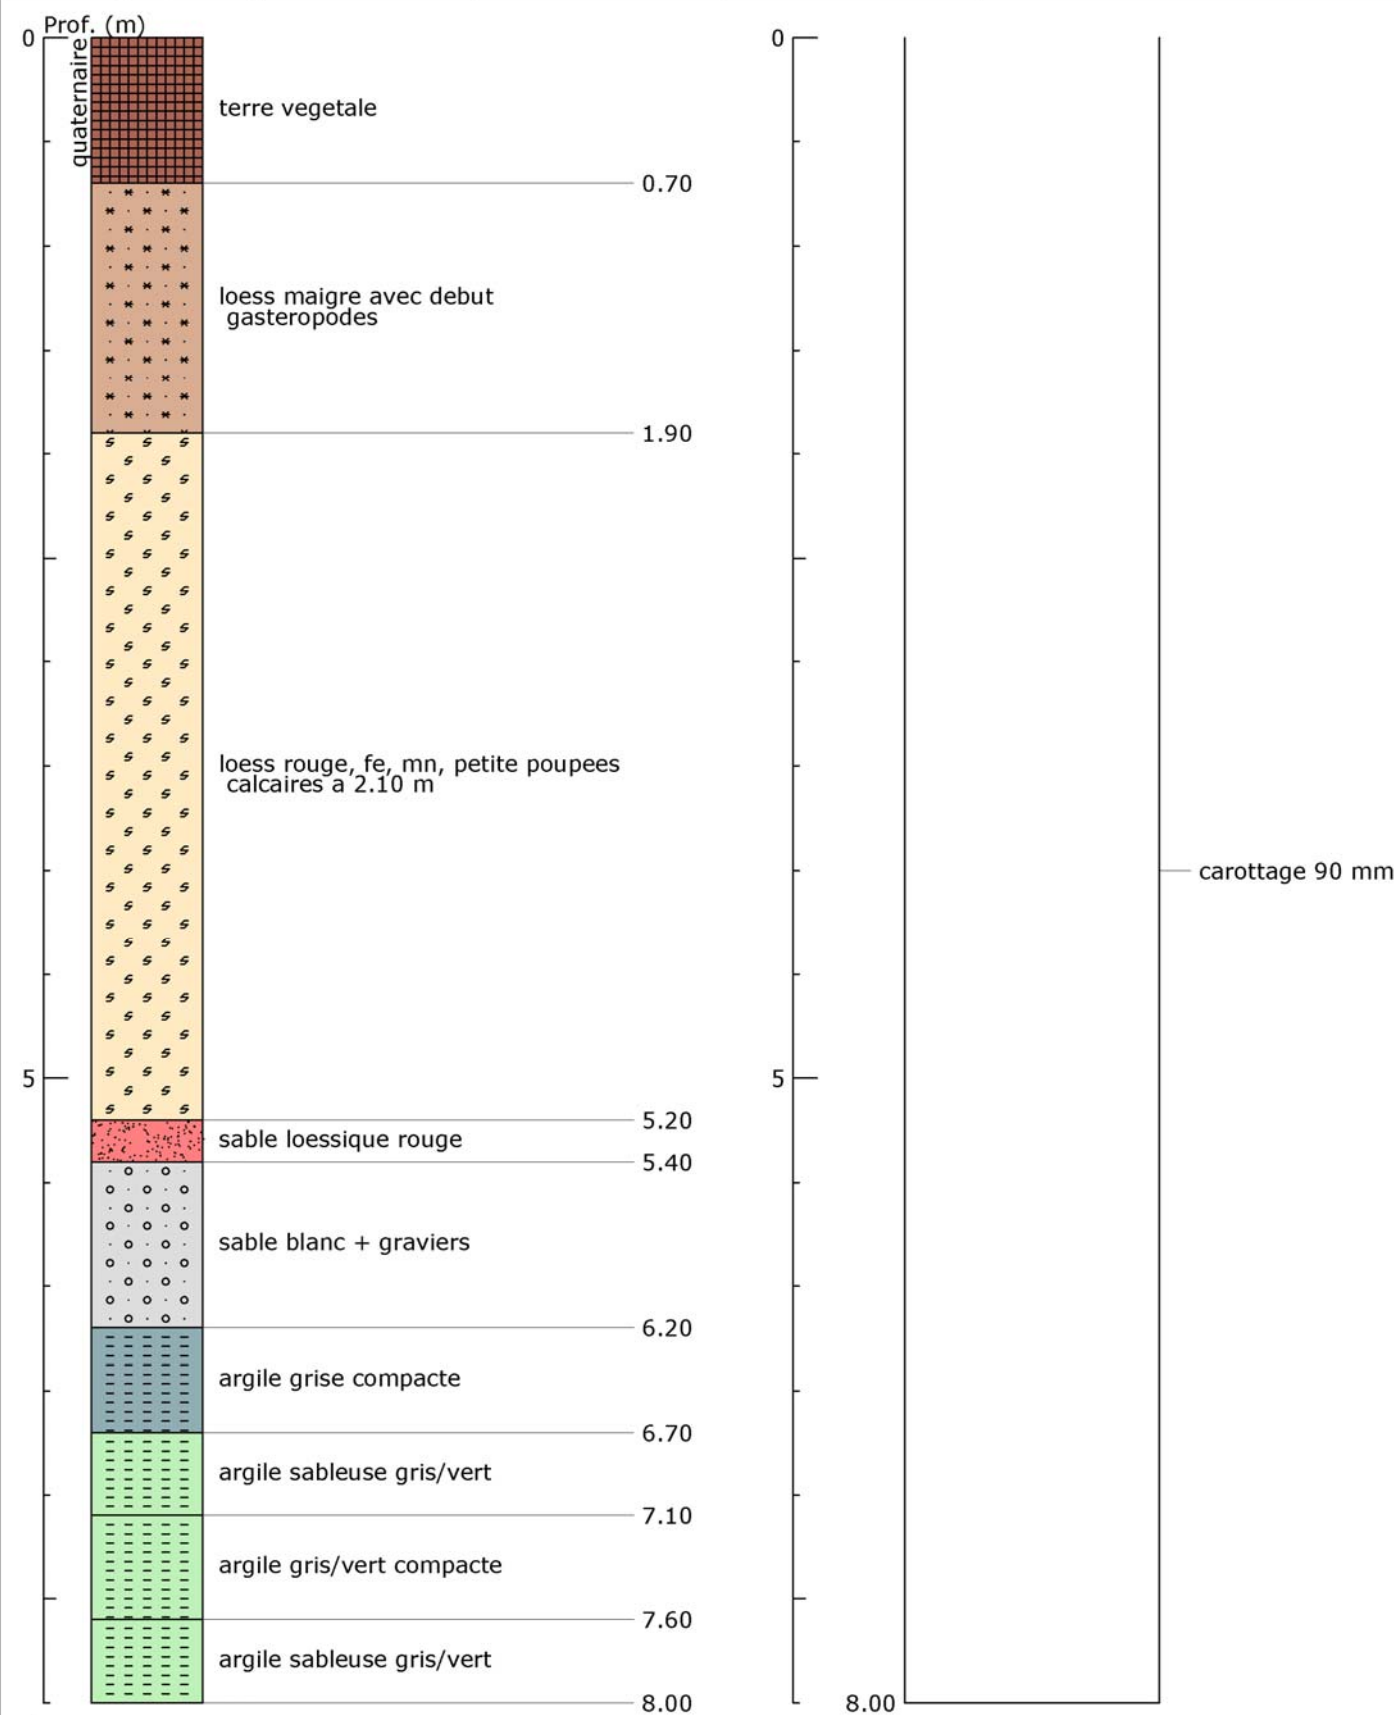 Prof. (m)
0
quaternaire
terre vegetale
0.70
loess maigre avec debut
gasteropodes
1.90
loess rouge, fe, mn, petite poupees
calcaires a 2.10 m
5
5.20
sable loessique rouge
5.40
sable blanc + graviers
6.20
argile grise compacte
6.70
argile sableuse gris/vert
7.10
argile gris/vert compacte
7.60
argile sableuse gris/vert
8.00
0
carottage 90 mm
5
8.00